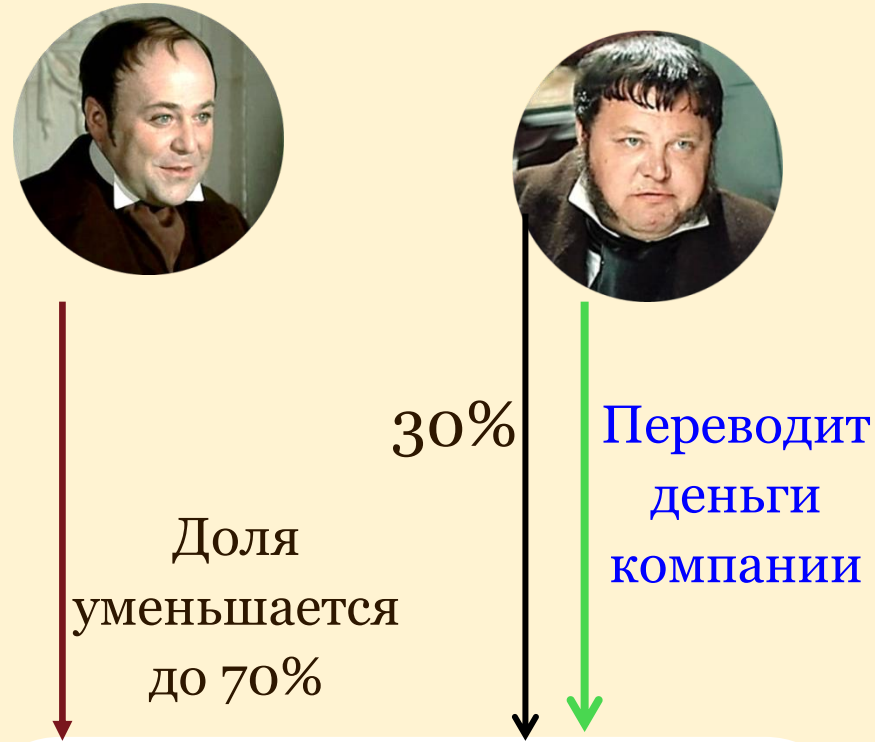 30%
Переводит
деньги
компании
Доля
уменьшается
до 70%